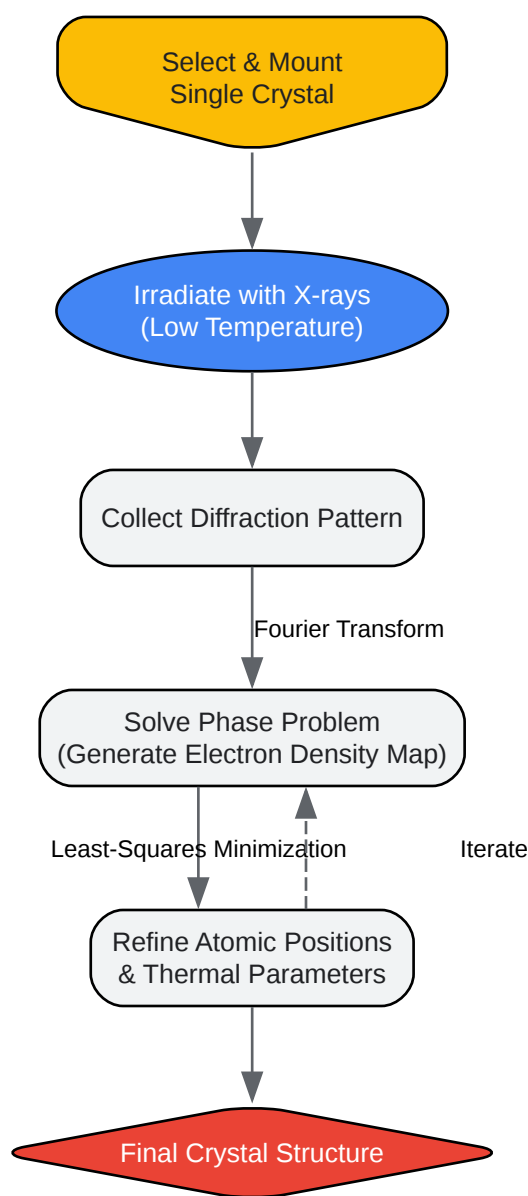 Select & Mount
Single Crystal
Irradiate with X-rays
(Low Temperature)
Collect Diffraction Pattern
Fourier Transform
Solve Phase Problem
(Generate Electron Density Map)
Least-Squares Minimization
Iterate
Refine Atomic Positions
& Thermal Parameters
Final Crystal Structure